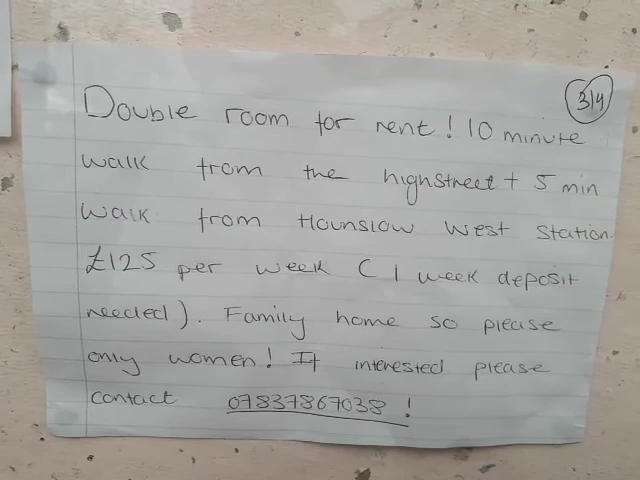 3/4
Double room for rent! 10 minute
walk from the highstreet + 5 min
walk from Hounslow West Station.
£125 per week (1 week deposit
needed). Family home so please
only women! If interested please
contact 07837867038!